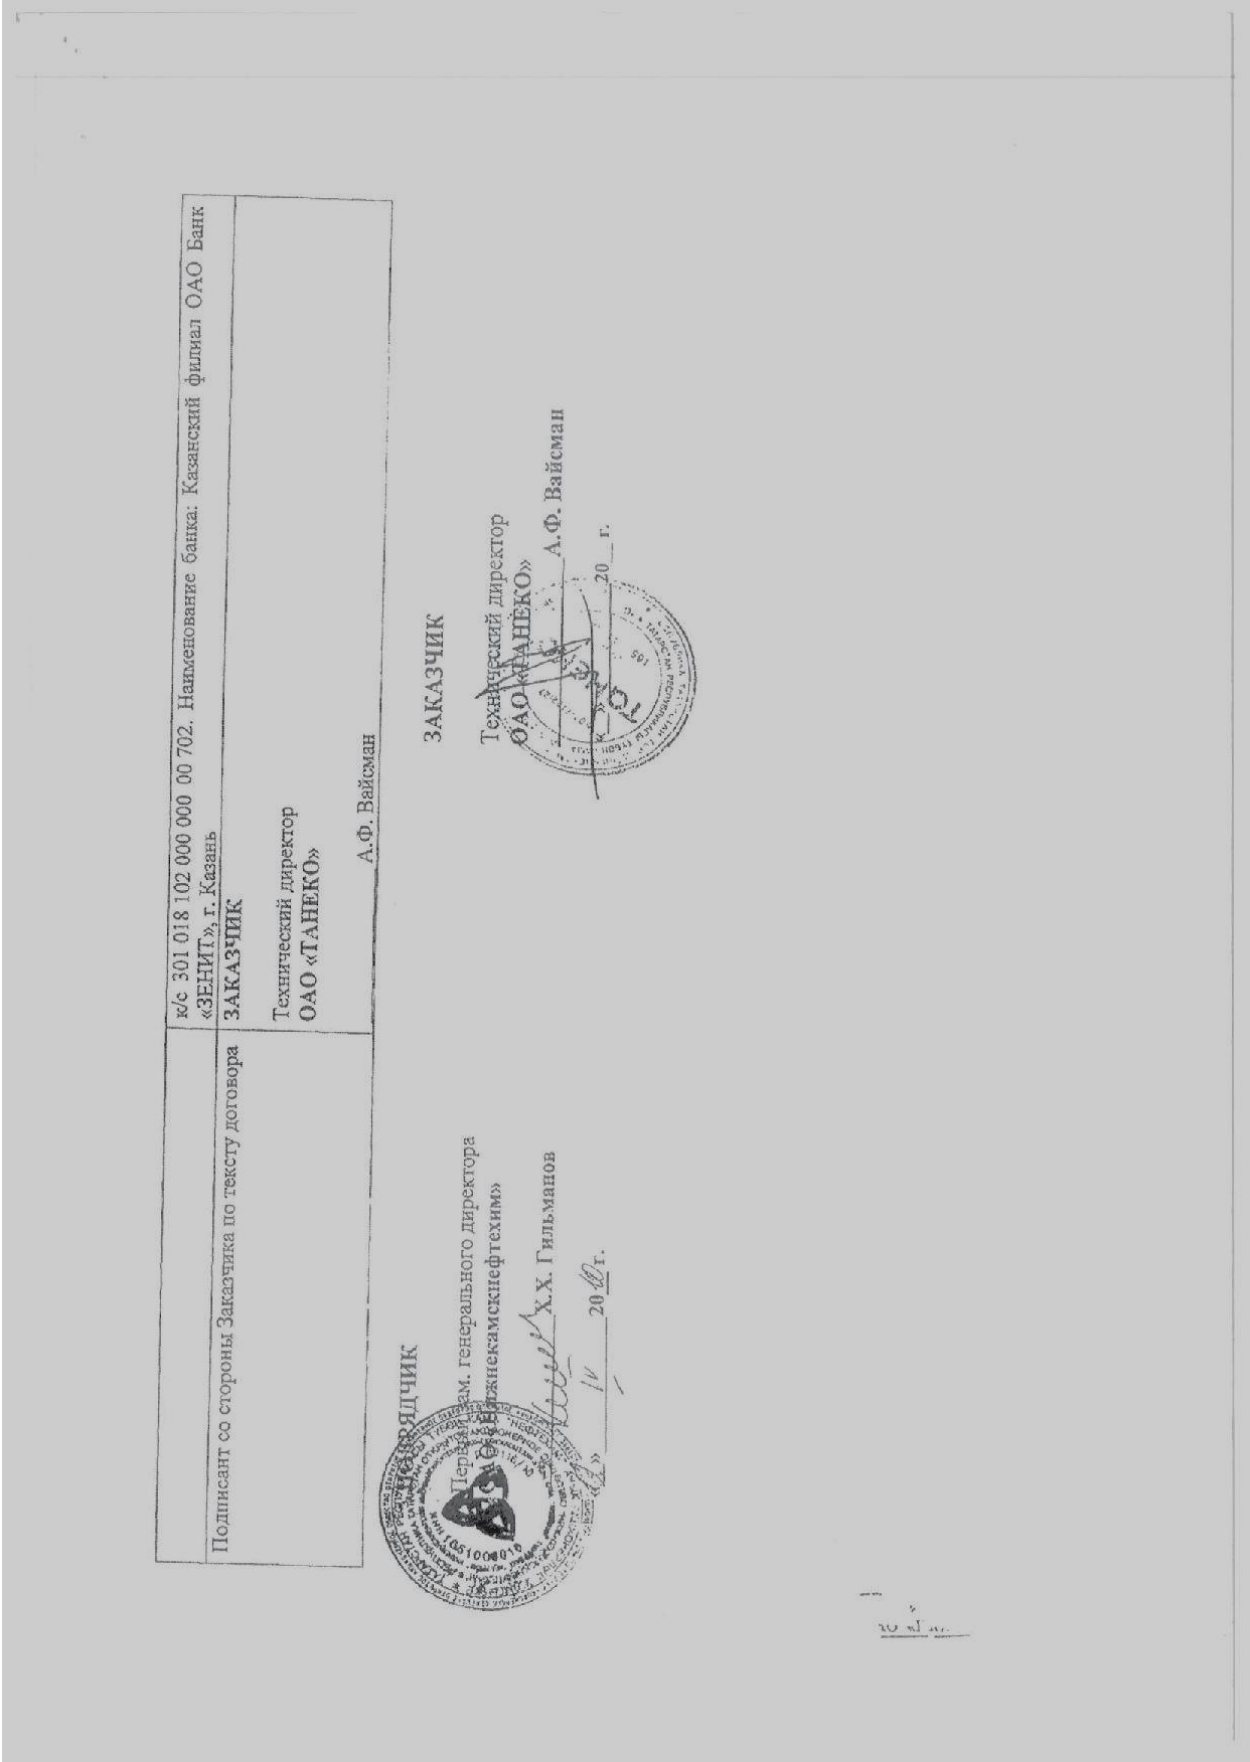 к/с 301 018 102 000 000 00 702. Наименование банка: Казанский филиал ОАО Банк
«ЗЕНИТ», г. Казань
Подписант со стороны Заказчика по тексту договора
ЗАКАЗЧИК
Технический директор
ОАО «ТАНЕКО»
А.Ф. Вайсман
ПОДРЯДЧИК
Первый зам. генерального директора
ОАО «Нижнекамскнефтехим»
Х.Х. Гильманов
» IV 2010 г.
ЗАКАЗЧИК
Технический директор
ОАО «ТАНЕКО»
А.Ф. Вайсман
20 г.